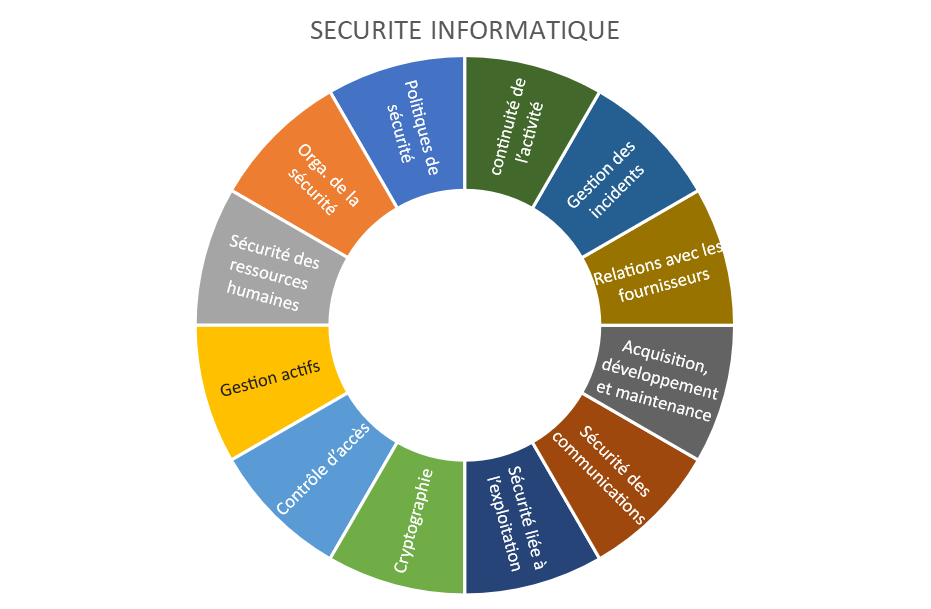 SECURITE INFORMATIQUE
continuité de
l'activité
Gestion des
incidents
Relations avec les
fournisseurs
Acquisition,
développement
et maintenance
Sécurité des
communications
Sécurité liée à
l'exploitation
Cryptographie
Contrôle d'accès
Gestion actifs
Sécurité des
ressources
humaines
Orga. de la
sécurité
Politiques de
sécurité